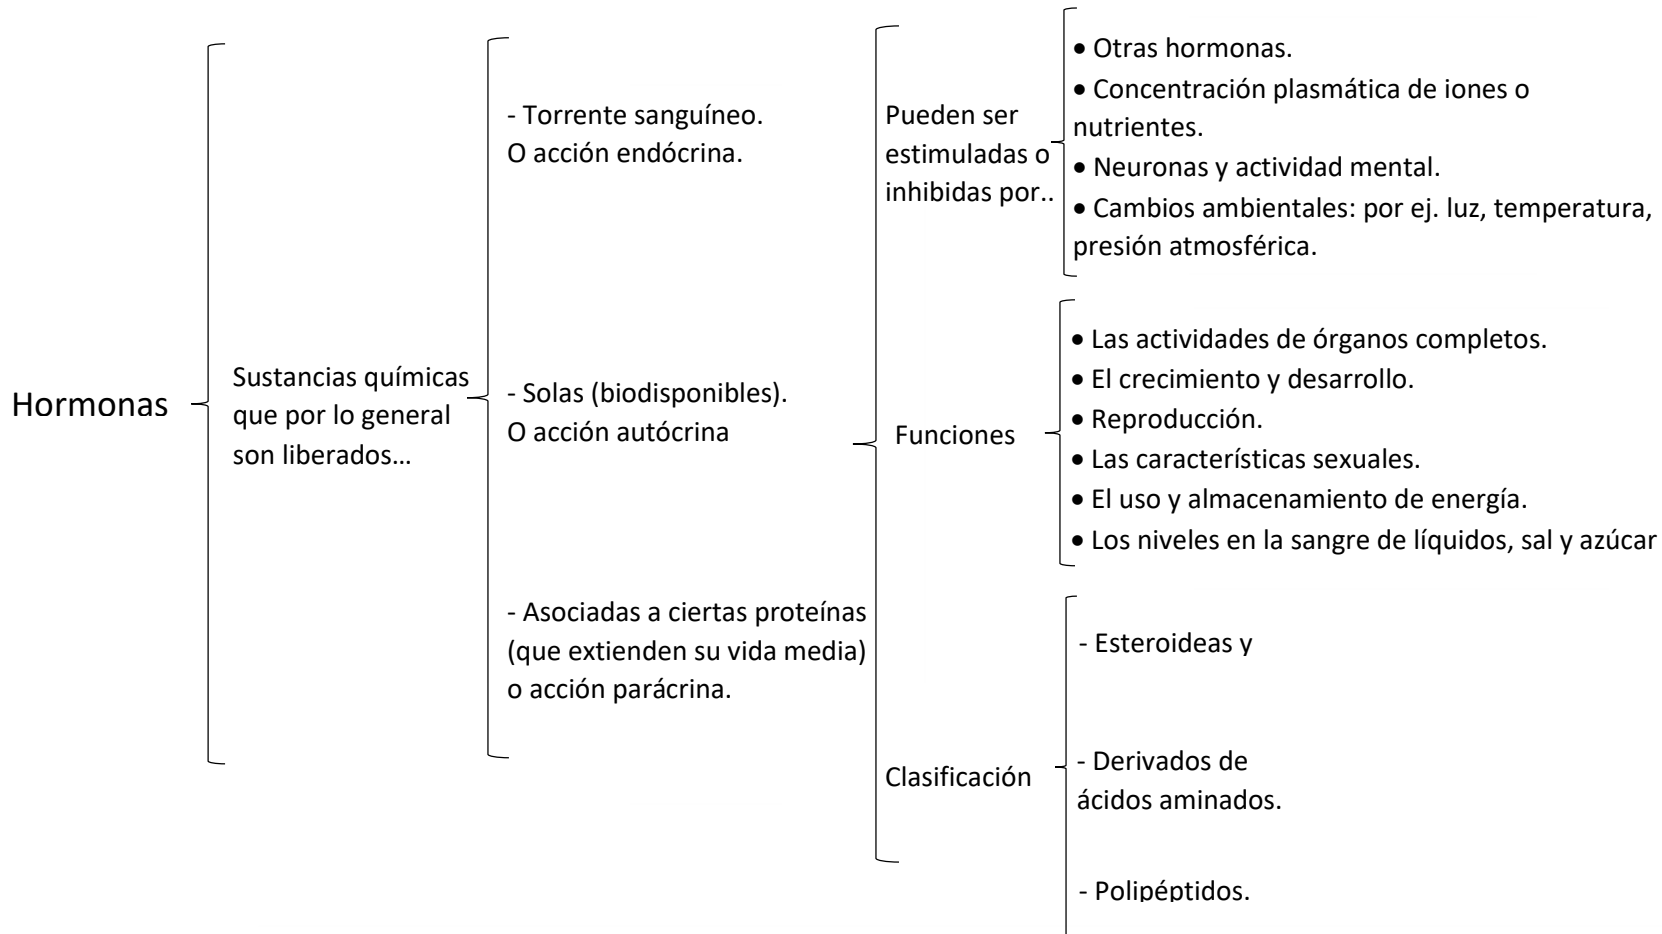 Hormonas
Sustancias químicas
que por lo general
son liberados...
- Torrente sanguíneo.
O acción endócrina.
- Solas (biodisponibles).
O acción autócrina
- Asociadas a ciertas proteínas
(que extienden su vida media)
o acción parácrina.
Pueden ser
estimuladas o
inhibidas por..
• Otras hormonas.
• Concentración plasmática de iones o
nutrientes.
• Neuronas y actividad mental.
• Cambios ambientales: por ej. luz, temperatura,
presión atmosférica.
Funciones
• Las actividades de órganos completos.
• El crecimiento y desarrollo.
• Reproducción.
• Las características sexuales.
• El uso y almacenamiento de energía.
• Los niveles en la sangre de líquidos, sal y azúcar
Clasificación
- Esteroideas y
- Derivados de
ácidos aminados.
- Polipéptidos.